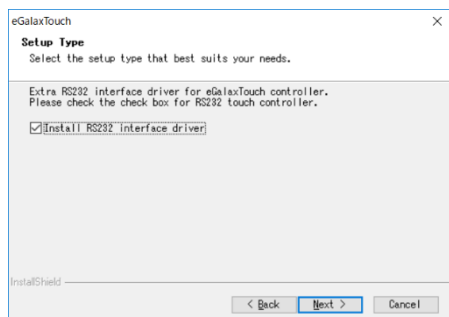 eGalaxTouch
Setup Type
Select the setup type that best suits your needs.
Extra RS232 interface driver for eGalaxTouch controller.
Please check the check box for RS232 touch controller.
Install RS232 interface driver
InstallShield
< Back
Next >
Cancel